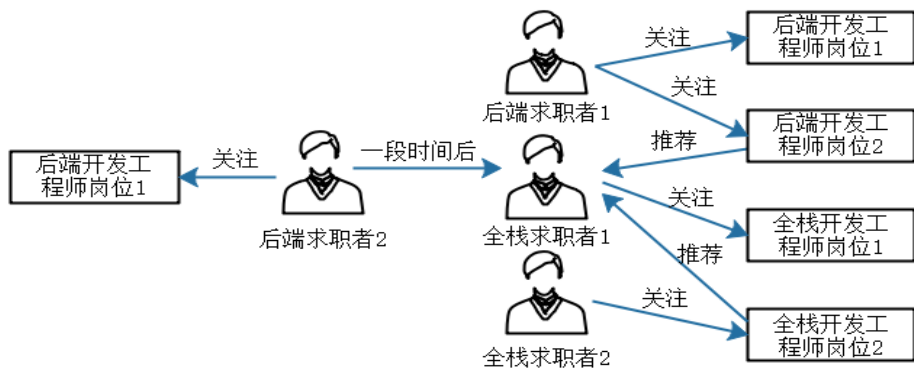 关注
后端开发工
程师岗位1
后端求职者1
关注
后端开发工
程师岗位2
推荐
后端开发工
程师岗位1
关注
后端求职者2
一段时间后
全栈求职者1
关注
全栈开发工
程师岗位1
推荐
全栈求职者2
关注
全栈开发工
程师岗位2